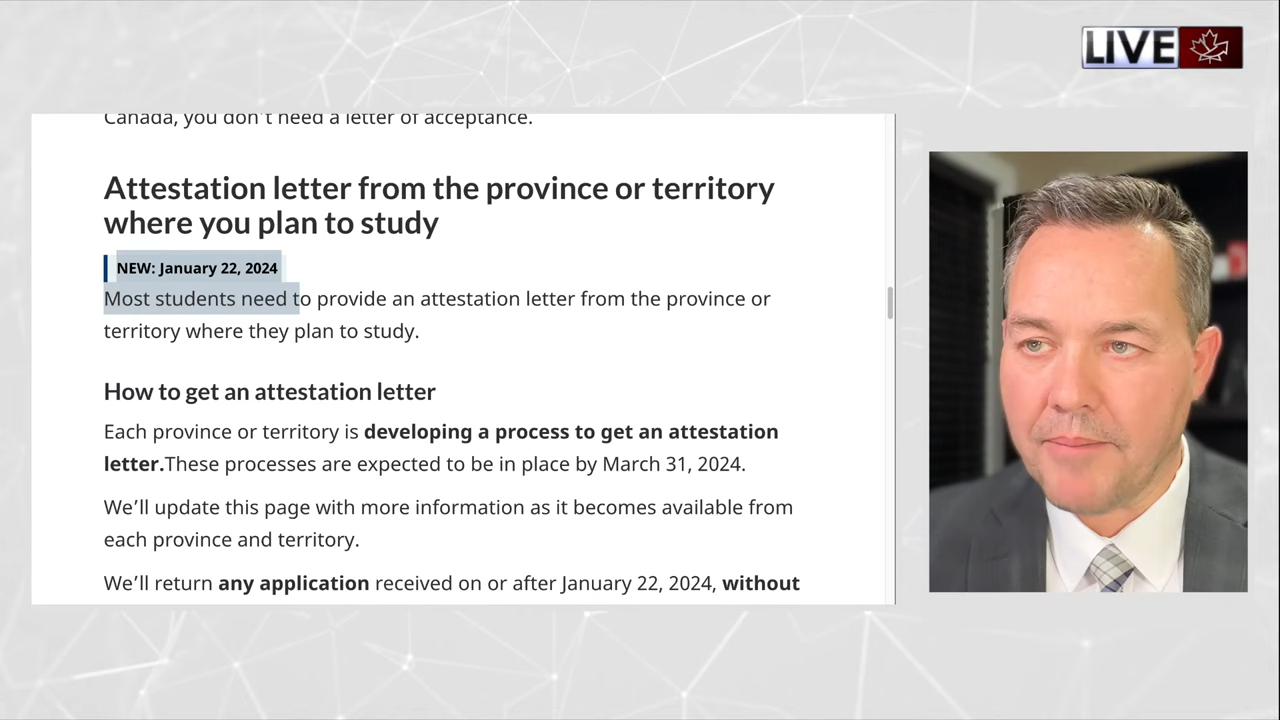 LIVE
Canada, you don't need a letter of acceptance.
Attestation letter from the province or territory
where you plan to study
NEW: January 22, 2024
Most students need to provide an attestation letter from the province or
territory where they plan to study.
How to get an attestation letter
Each province or territory is developing a process to get an attestation
letter.These processes are expected to be in place by March 31, 2024.
We’ll update this page with more information as it becomes available from
each province and territory.
We’ll return any application received on or after January 22, 2024, without